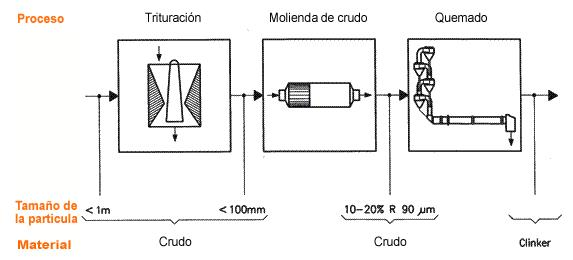 Proceso Trituración Molienda de crudo Quemado
Tamaño de
la particula <1m <100mm 10-20% R 90 µm
Material Crudo Crudo Clinker